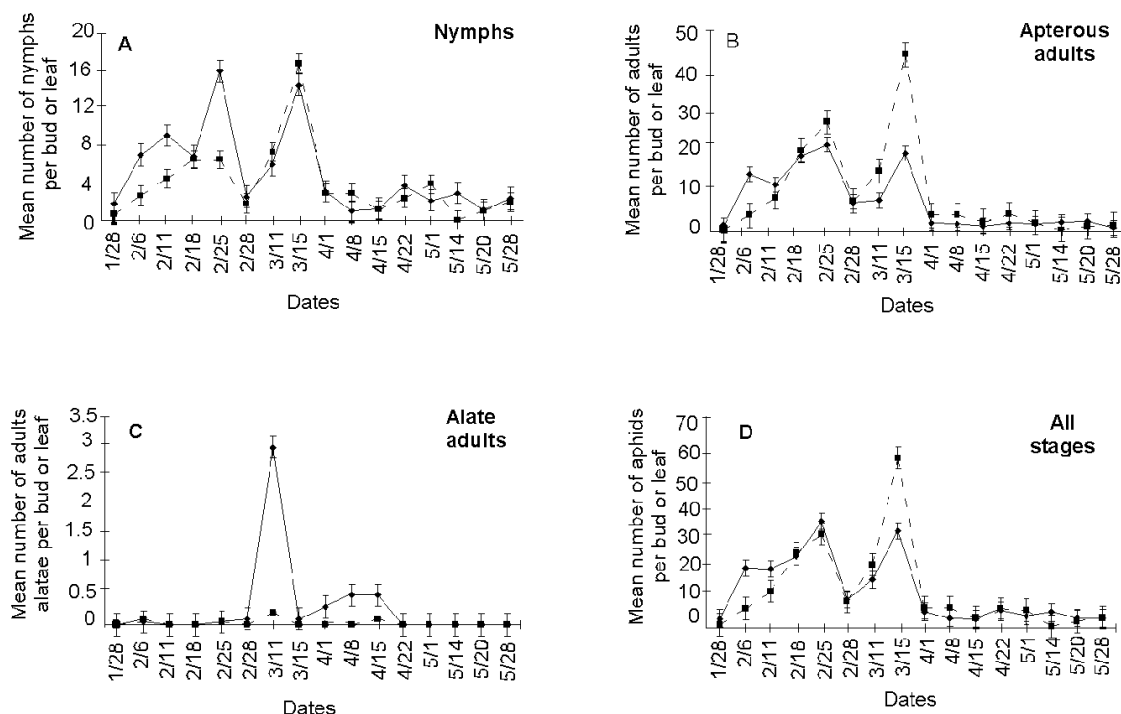 A
Nymphs
Mean number of nymphs
per bud or leaf
20
16
12
8
4
0
1/28 2/6 2/11 2/18 2/25 2/28 3/11 3/15 4/1 4/8 4/15 4/22 5/1 5/14 5/20 5/28
Dates
B
Apterous
adults
Mean number of adults
per bud or leaf
50
40
30
20
10
0
1/28 2/6 2/11 2/18 2/25 2/28 3/11 3/15 4/1 4/8 4/15 4/22 5/1 5/14 5/20 5/28
Dates
C
Alate
adults
Mean number of adults
alatae per bud or leaf
3.5
3
2.5
2
1.5
1
0.5
0
1/28 2/6 2/11 2/18 2/25 2/28 3/11 3/15 4/1 4/8 4/15 4/22 5/1 5/14 5/20 5/28
Dates
D
All
stages
Mean number of aphids
per bud or leaf
70
60
50
40
30
20
10
0
1/28 2/6 2/11 2/18 2/25 2/28 3/11 3/15 4/1 4/8 4/15 4/22 5/1 5/14 5/20 5/28
Dates